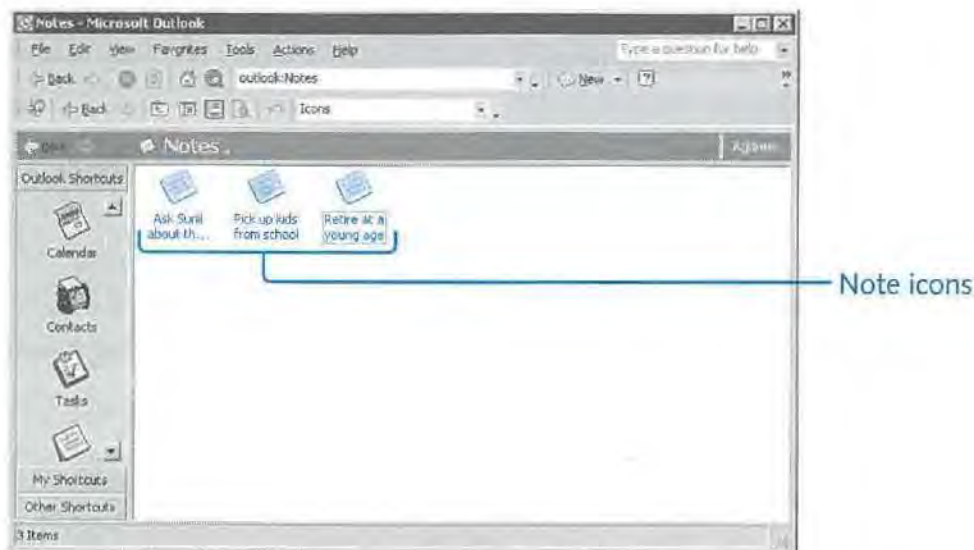 Notes - Microsoft Outlook
File Edit View Favorites Tools Actions Help Type a question for help
Back outlook:Notes New
Back Icons
Notes.
Outlook Shortcuts
Calendar
Contacts
Tasks
My Shortcuts
Other Shortcuts
Ask Sunil
about th...
Pick up kids
from school
Retire at a
young age
Note icons
3 Items